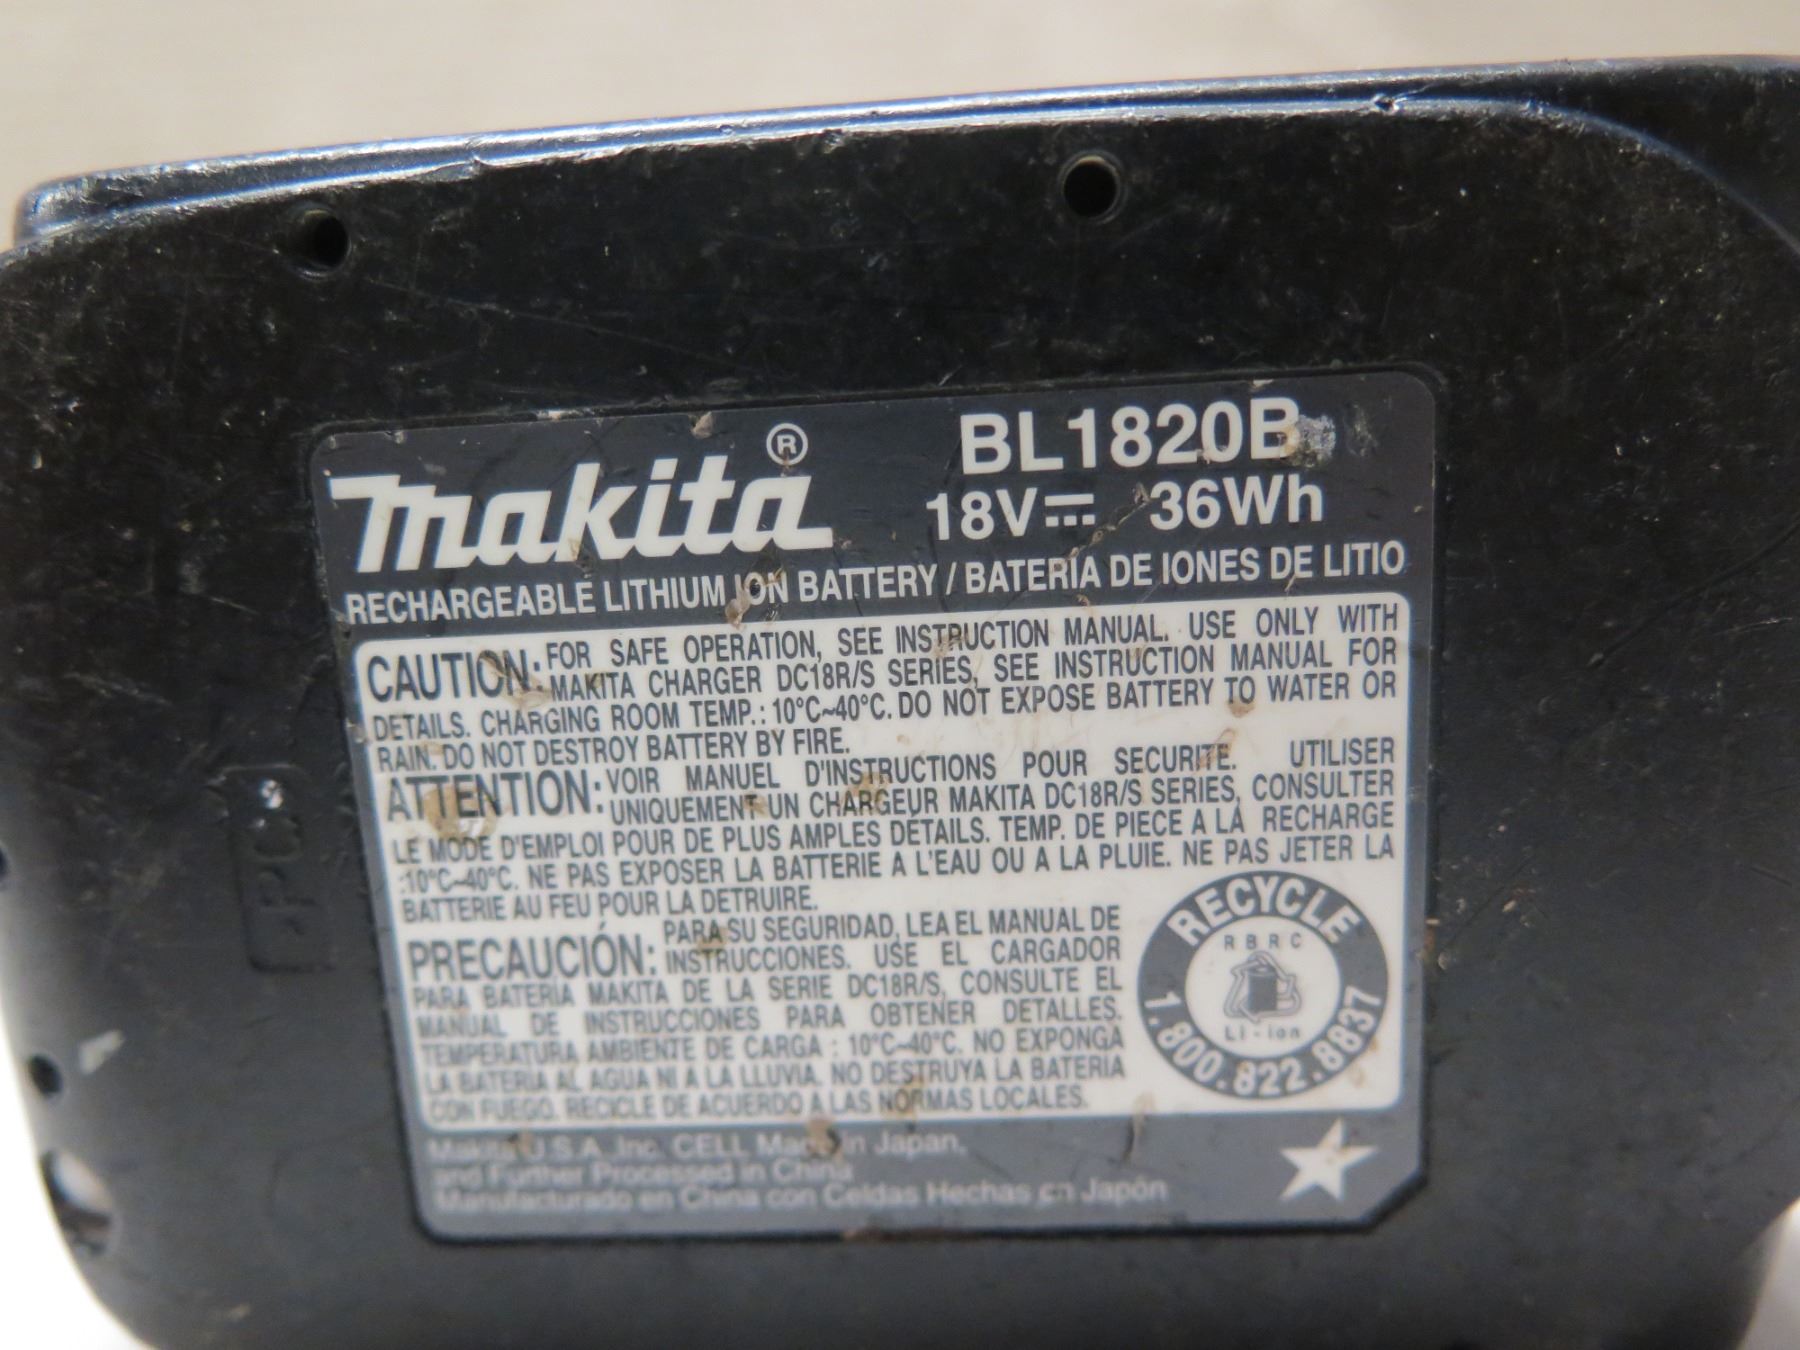 makita®
BL1820B
18V 36Wh
RECHARGEABLE LITHIUM ION BATTERY / BATERIA DE IONES DE LITIO
CAUTION: FOR SAFE OPERATION, SEE INSTRUCTION MANUAL. USE ONLY WITH
MAKITA CHARGER DC18R/S SERIES, SEE INSTRUCTION MANUAL FOR
DETAILS. CHARGING ROOM TEMP.: 10°C~40°C. DO NOT EXPOSE BATTERY TO WATER OR
RAIN. DO NOT DESTROY BATTERY BY FIRE.
ATTENTION: VOIR MANUEL D'INSTRUCTIONS POUR SECURITE. UTILISER
UNIQUEMENT UN CHARGEUR MAKITA DC18R/S SERIES, CONSULTER
LE MODE D'EMPLOI POUR DE PLUS AMPLES DETAILS. TEMP. DE PIECE A LA RECHARGE
:10°C~40°C. NE PAS EXPOSER LA BATTERIE A L'EAU OU A LA PLUIE. NE PAS JETER LA
BATTERIE AU FEU POUR LA DETRUIRE.
PRECAUCIÓN: PARA SU SEGURIDAD, LEA EL MANUAL DE
INSTRUCCIONES. USE EL CARGADOR
PARA BATERIA MAKITA DE LA SERIE DC18R/S, CONSULTE EL
MANUAL DE INSTRUCCIONES PARA OBTENER DETALLES.
TEMPERATURA AMBIENTE DE CARGA : 10°C~40°C. NO EXPONGA
LA BATERIA AL AGUA NI A LA LLUVIA. NO DESTRUYA LA BATERIA
CON FUEGO. RECICLE DE ACUERDO A LAS NORMAS LOCALES.
RECYCLE
RBRC
Li-ion
1.800.822.8837
Makita U.S.A. Inc. CELL Made in Japan,
and Further Processed in China
Manufacturado en China con Celdas Hechas en Japón